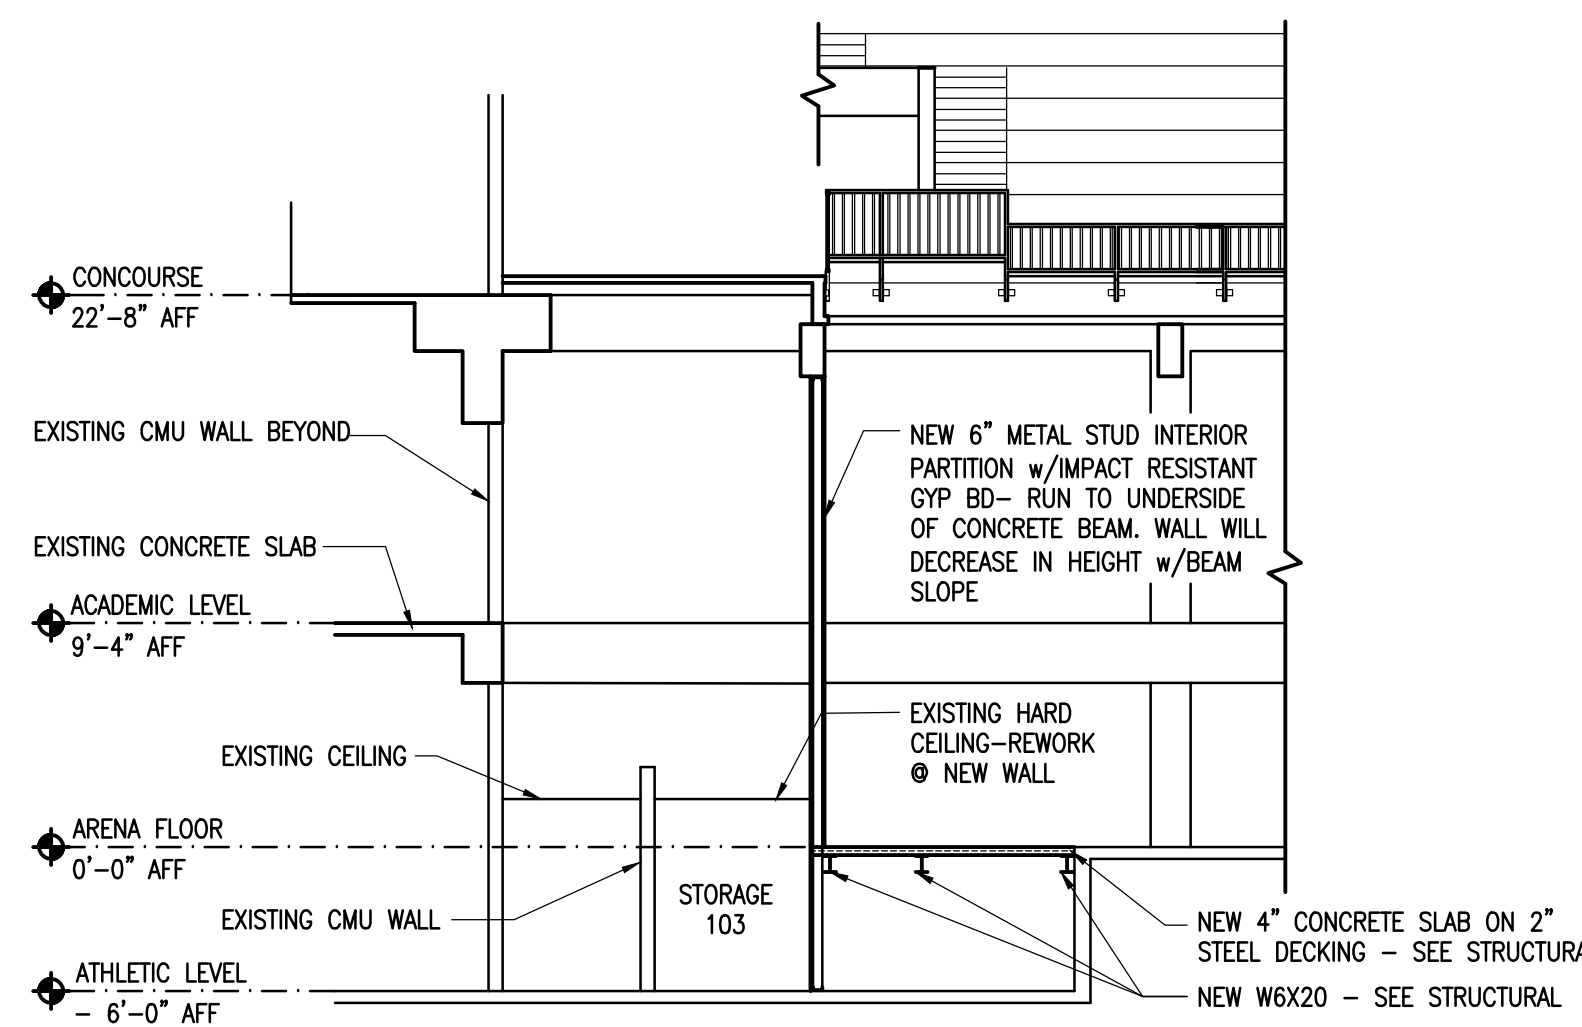 CONCOURSE
22'-8" AFF
EXISTING CMU WALL BEYOND
EXISTING CONCRETE SLAB
ACADEMIC LEVEL
9'-4" AFF
NEW 6" METAL STUD INTERIOR
PARTITION w/IMPACT RESISTANT
GYP BD- RUN TO UNDERSIDE
OF CONCRETE BEAM. WALL WILL
DECREASE IN HEIGHT w/BEAM
SLOPE
EXISTING HARD
CEILING-REWORK
@ NEW WALL
EXISTING CEILING
ARENA FLOOR
0'-0" AFF
STORAGE
103
EXISTING CMU WALL
NEW 4" CONCRETE SLAB ON 2"
STEEL DECKING - SEE STRUCTURA
NEW W6X20 - SEE STRUCTURAL
ATHLETIC LEVEL
- 6'-0" AFF